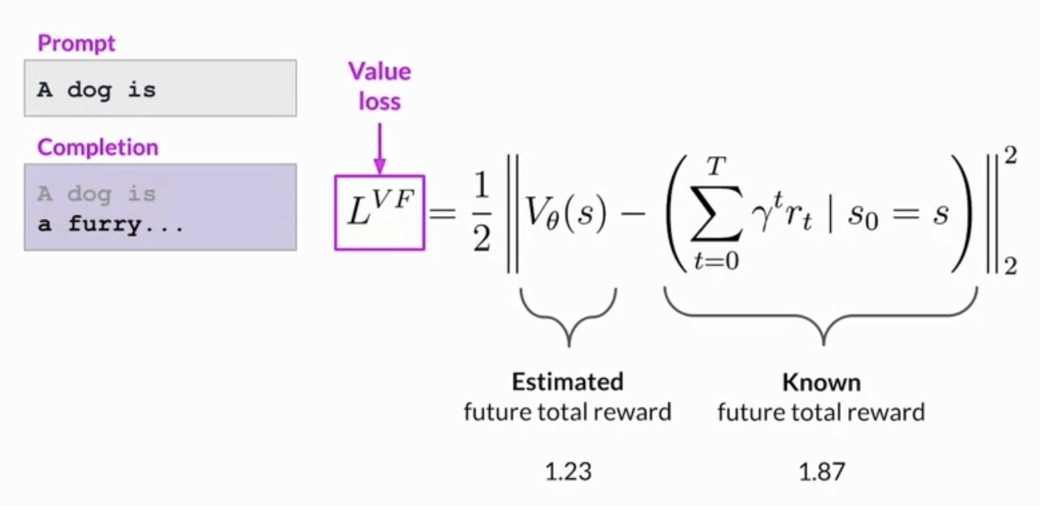 Prompt
A dog is
Completion
A dog is
a furry...
Value
loss
L^{VF} = \frac{1}{2} \left\| V_\theta(s) - \left( \sum_{t=0}^{T} \gamma^t r_t \mid s_0 = s \right) \right\|_2^2
Estimated
future total reward
1.23
Known
future total reward
1.87